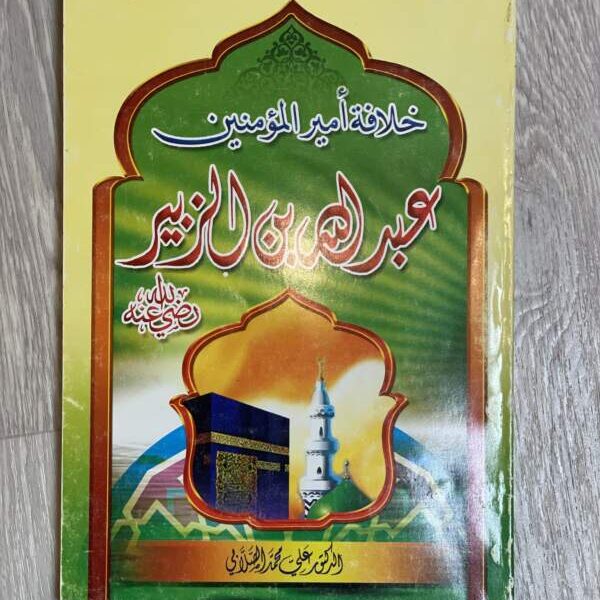 خلافة أمير المؤمنين
عبد الله بن الزبير
رضي الله عنه
الدكتور علي محمد الصلابي